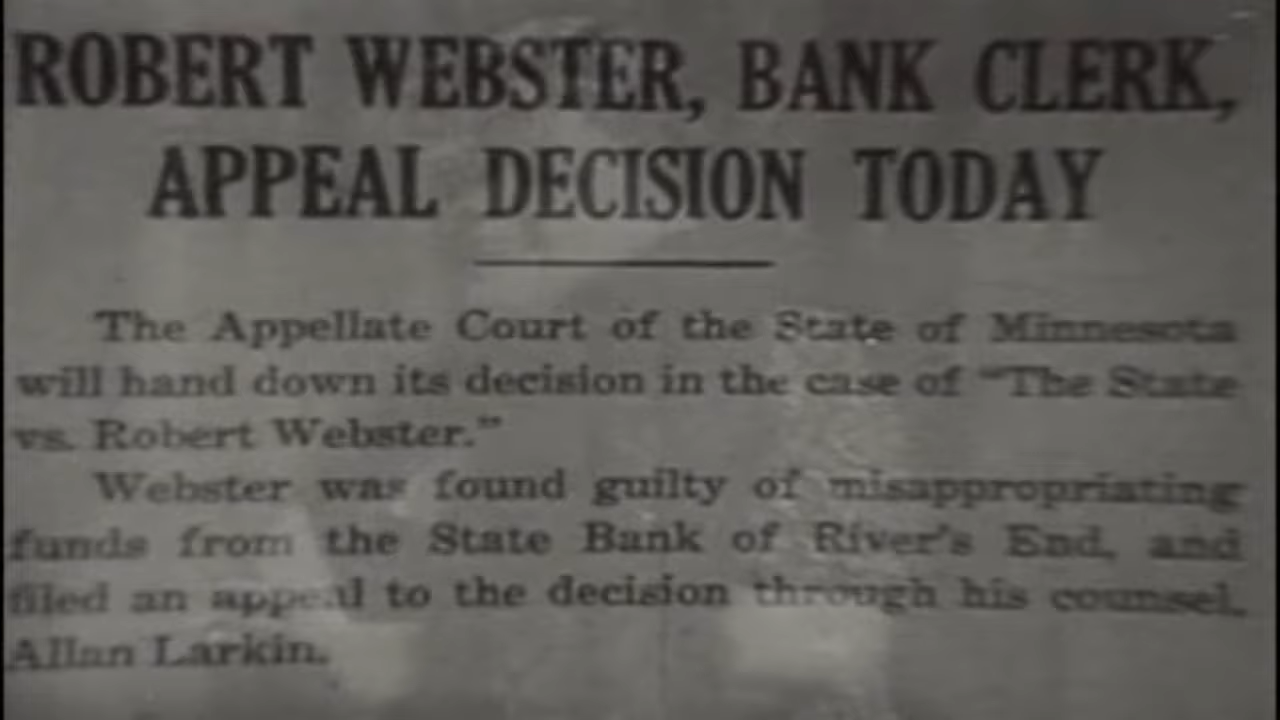 ROBERT WEBSTER, BANK CLERK,
APPEAL DECISION TODAY
The Appellate Court of the State of Minnesota
will hand down its decision in the case of "The State
vs. Robert Webster."
Webster was found guilty of misappropriating
funds from the State Bank of River's End, and
filed an appeal to the decision through his counsel,
Allan Larkin.